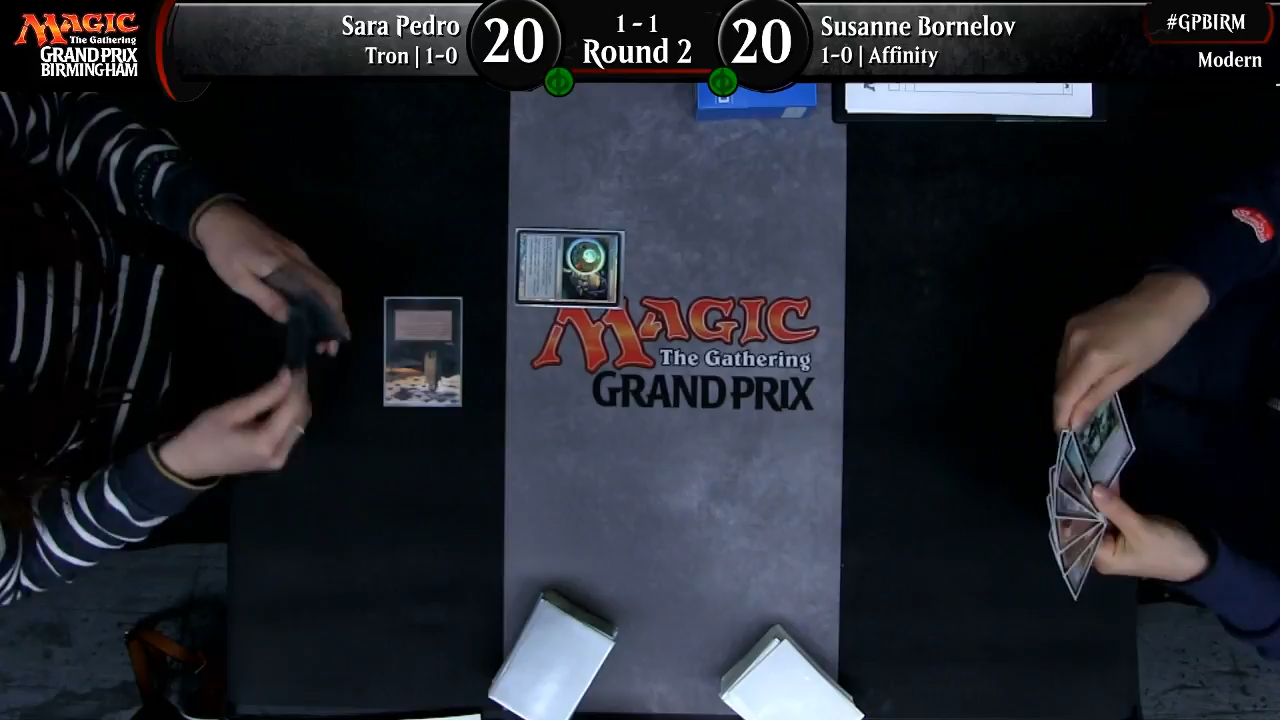 MAGIC
The Gathering
GRAND PRIX
BIRMINGHAM
Sara Pedro
Tron | 1-0
20
1 - 1
Round 2
20
Susanne Bornelov
1-0 | Affinity
#GPBIRM
Modern
MAGIC
The Gathering
GRAND PRIX